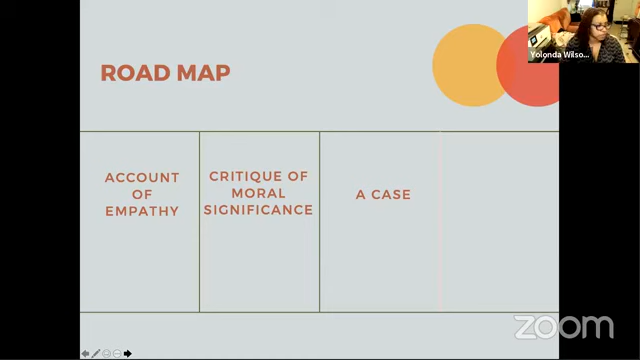 Yolonda Wilso...
ROAD MAP
ACCOUNT
OF
EMPATHY
CRITIQUE OF
MORAL
SIGNIFICANCE
A CASE
zoom